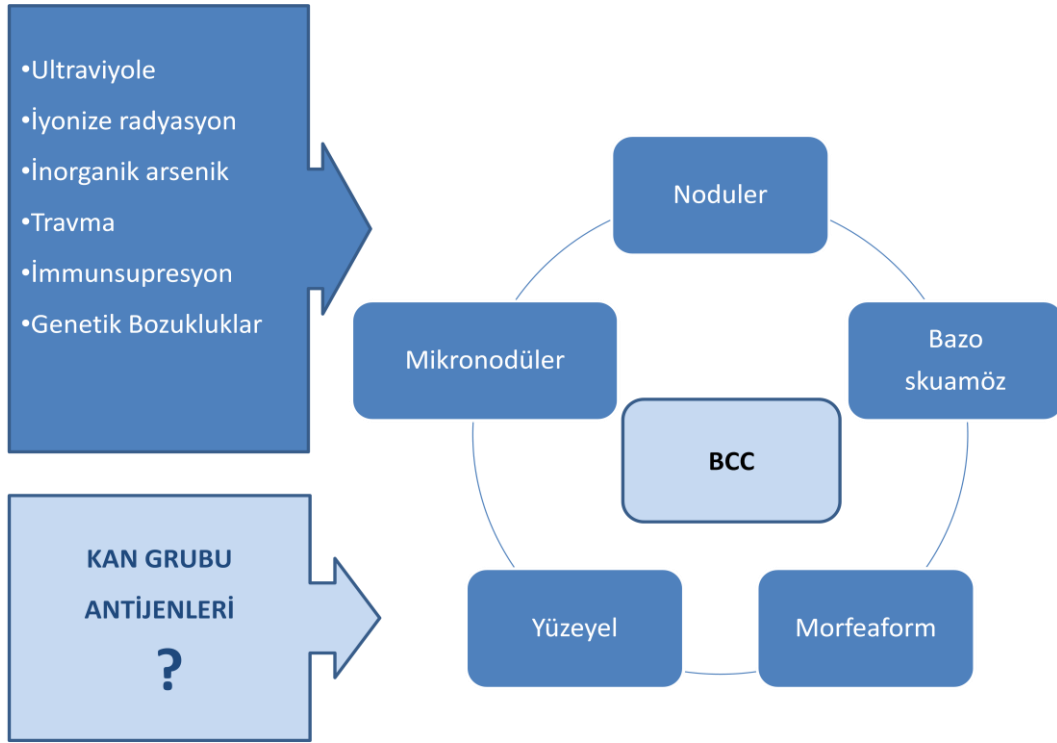 •Ultraviyole
•İyonize radyasyon
•İnorganik arsenik
•Travma
•İmmunsupresyon
•Genetik Bozukluklar
KAN GRUBU
ANTİJENLERİ
?
Noduler
Bazo
skuamöz
Morfeaform
Yüzeyel
Mikronodüler
BCC